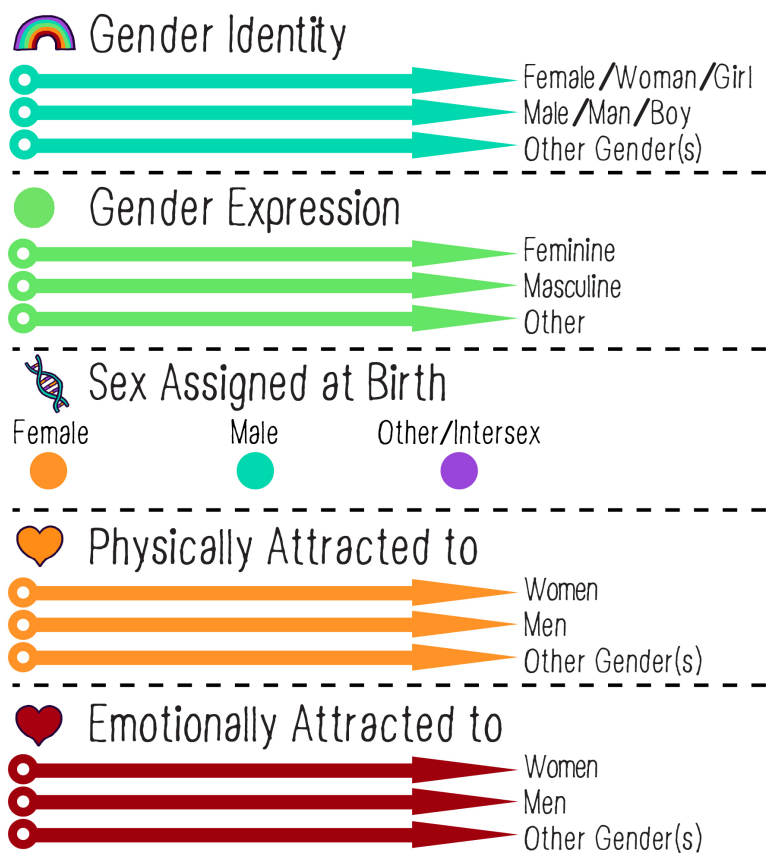 Gender Identity
Female/Woman/Girl
Male/Man/Boy
Other Gender(s)
Gender Expression
Feminine
Masculine
Other
Sex Assigned at Birth
Female Male Other/Intersex
Physically Attracted to
Women
Men
Other Gender(s)
Emotionally Attracted to
Women
Men
Other Gender(s)